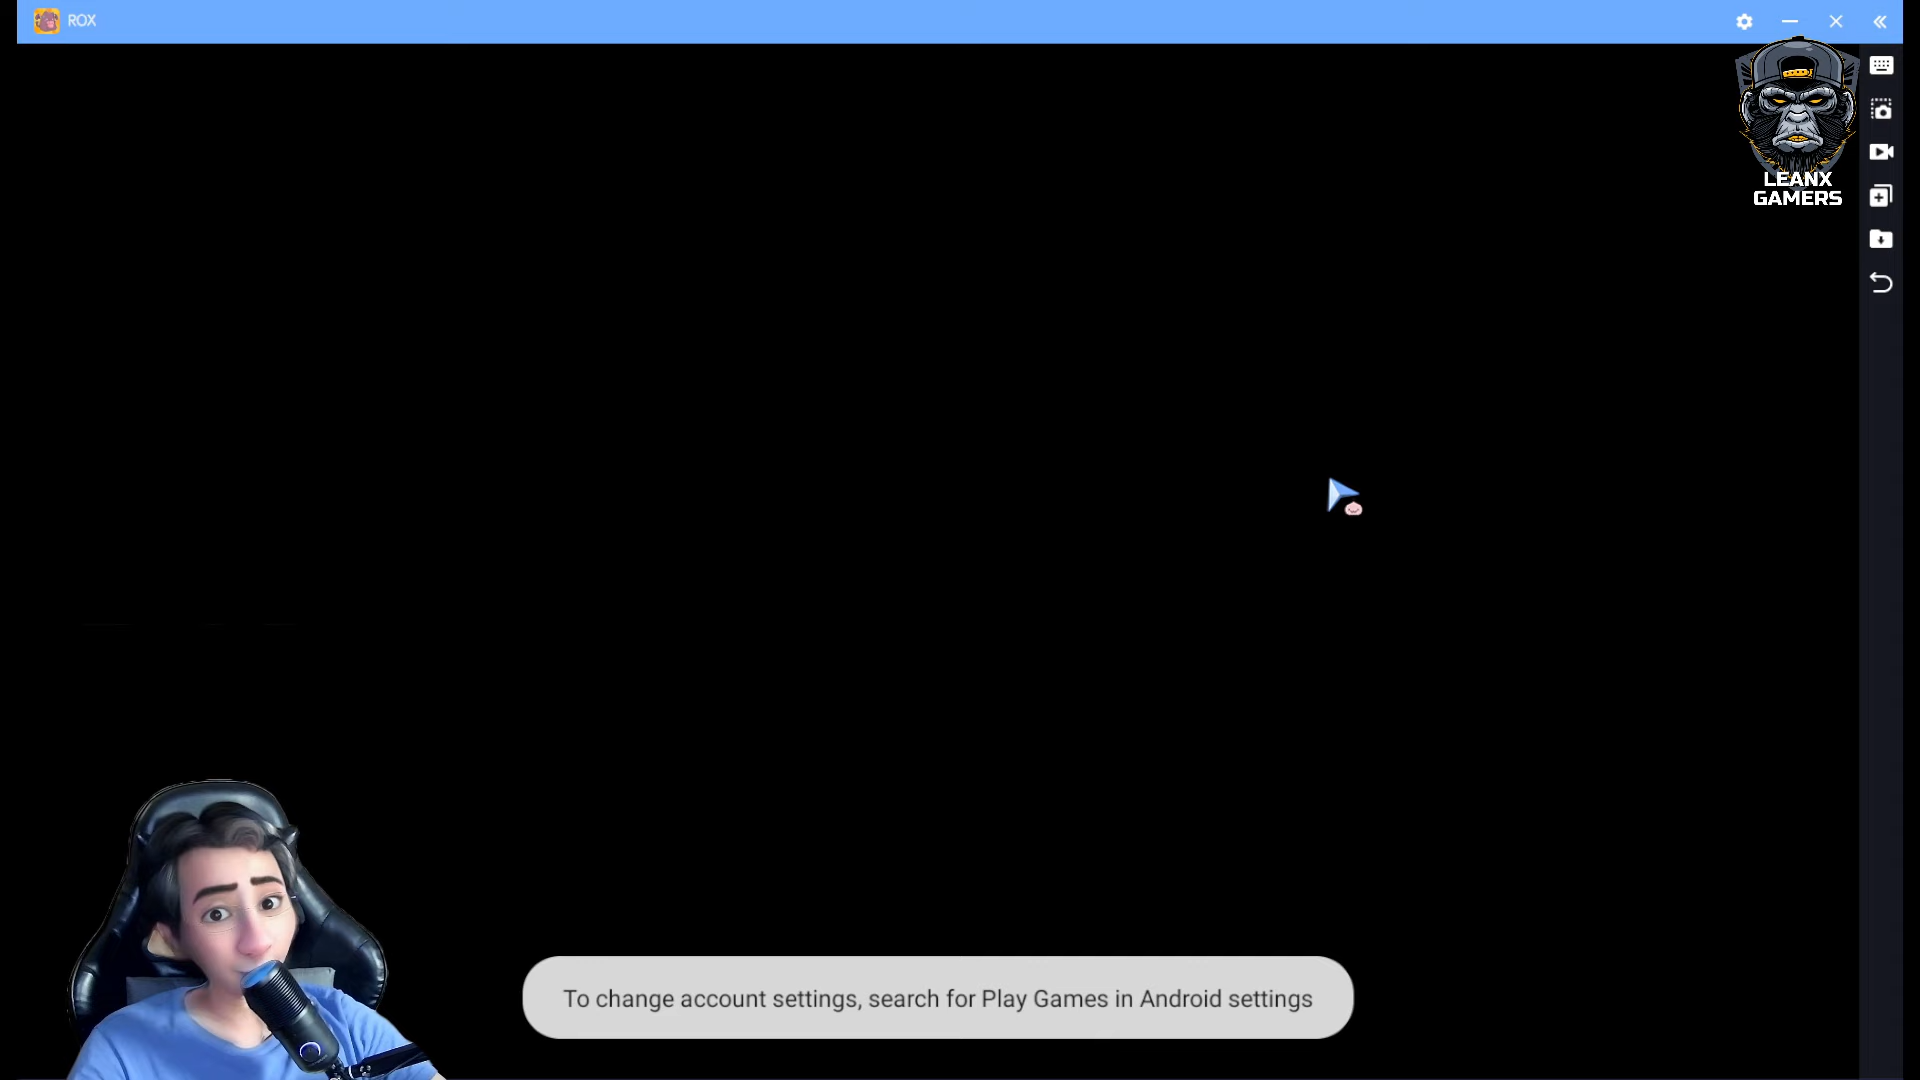 ROX
LEANX
GAMERS
To change account settings, search for Play Games in Android settings